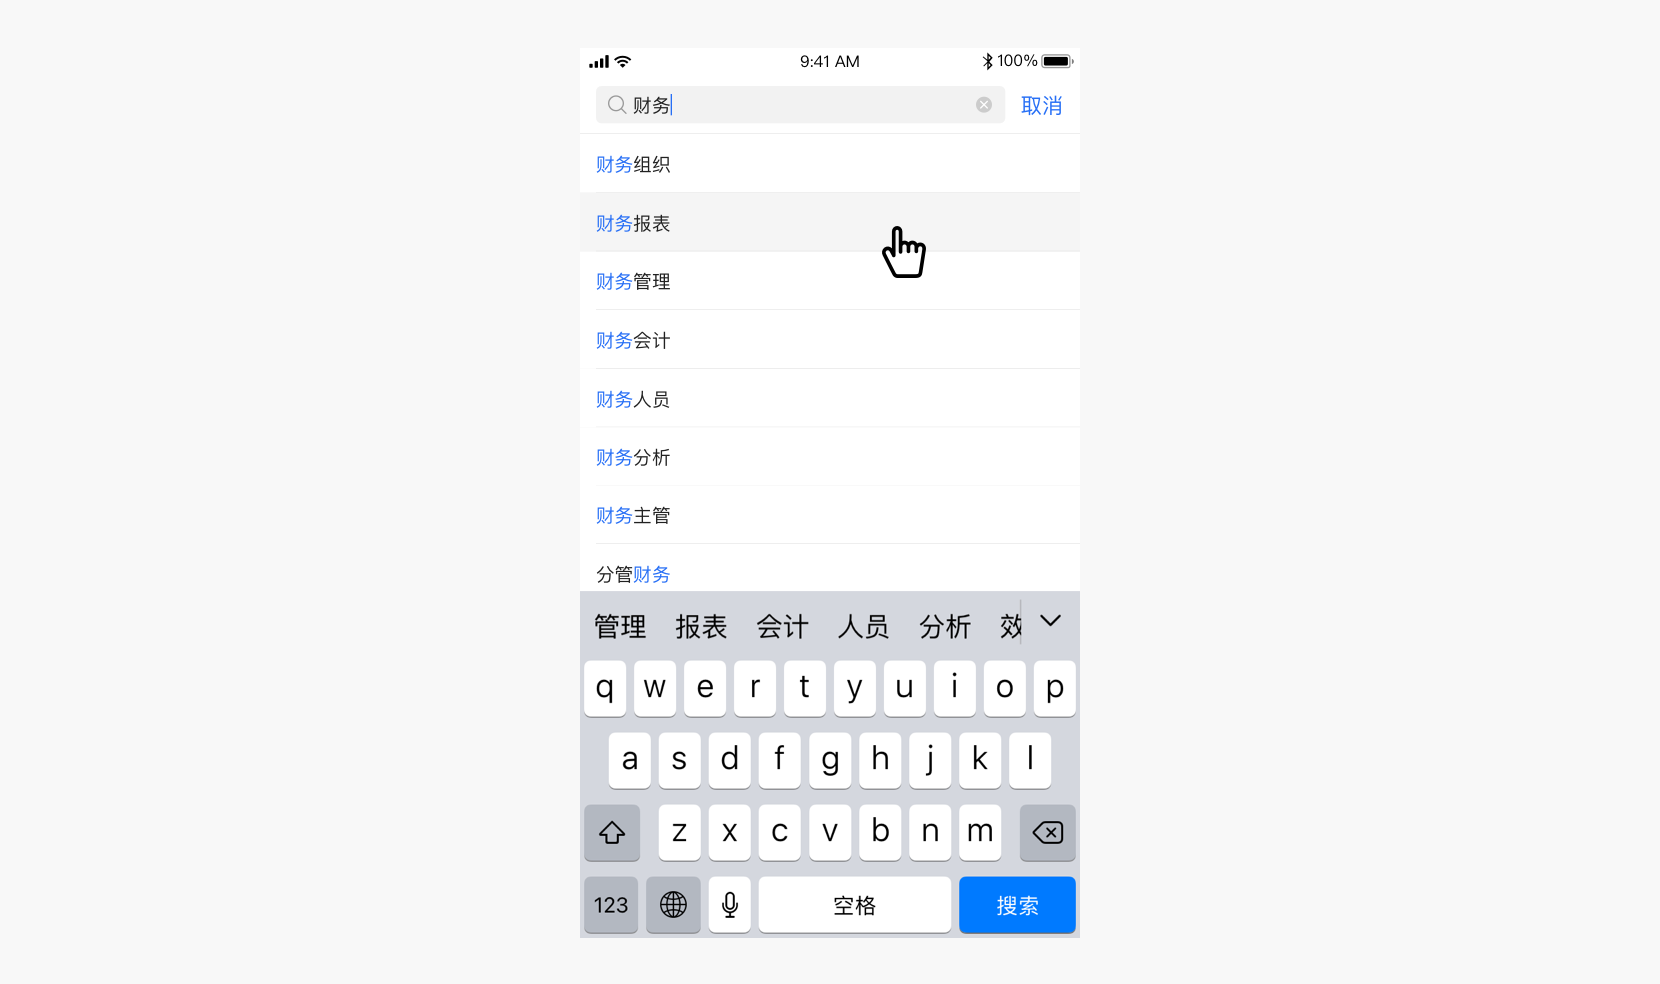 9:41 AM 100%
财务 取消
财务组织
财务报表
财务管理
财务会计
财务人员
财务分析
财务主管
分管财务
管理 报表 会计 人员 分析 效
q w e r t y u i o p
a s d f g h j k l
z x c v b n m
123 空格 搜索